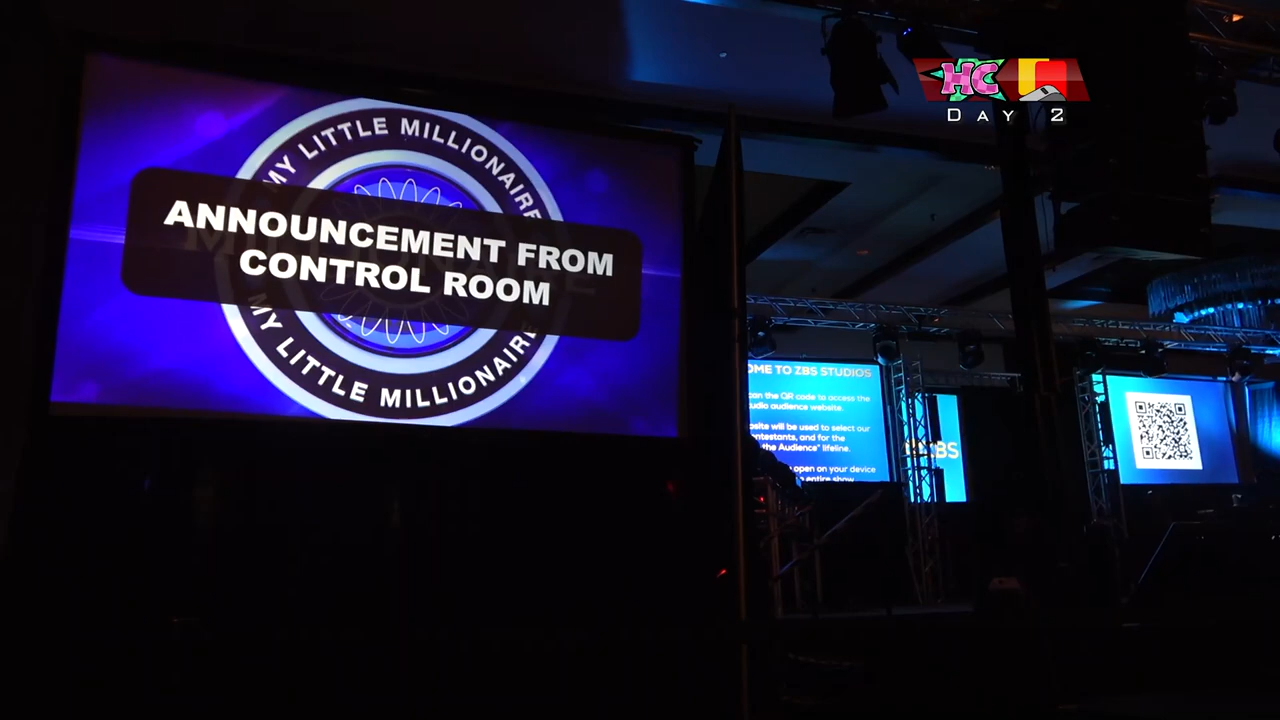 MY LITTLE MILLIONAIRE
ANNOUNCEMENT FROM
CONTROL ROOM
MY LITTLE MILLIONAIRE
HC
Day 2
OME TO ZBS STUDIOS
can the QR code to access the
udio audience website.
bsite will be used to select our
ntestants, and for the
the Audience" lifeline.
open on your device
entire show
BS